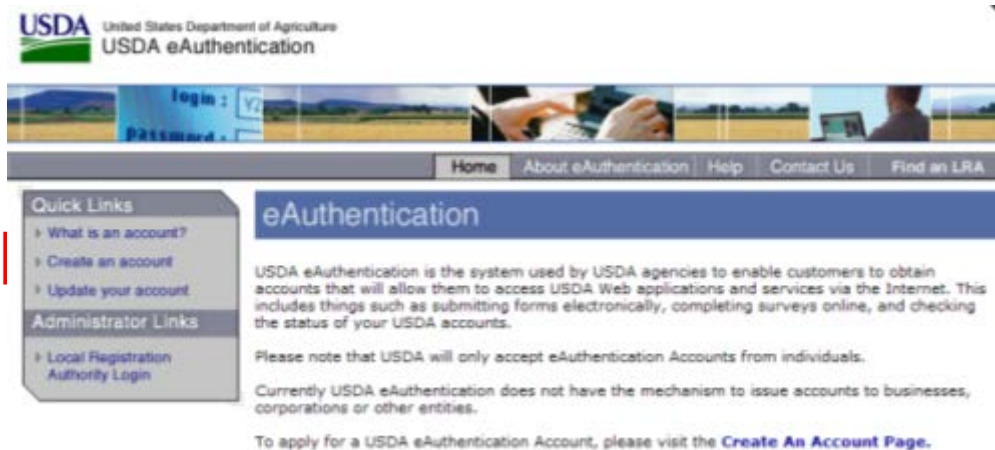 USDA United States Department of Agriculture
USDA eAuthentication
login :
password :
Home About eAuthentication Help Contact Us Find an LRA
Quick Links
What is an account?
Create an account
Update your account
Administrator Links
Local Registration
Authority Login
eAuthentication
USDA eAuthentication is the system used by USDA agencies to enable customers to obtain
accounts that will allow them to access USDA Web applications and services via the Internet. This
includes things such as submitting forms electronically, completing surveys online, and checking
the status of your USDA accounts.
Please note that USDA will only accept eAuthentication Accounts from individuals.
Currently USDA eAuthentication does not have the mechanism to issue accounts to businesses,
corporations or other entities.
To apply for a USDA eAuthentication Account, please visit the Create An Account Page.